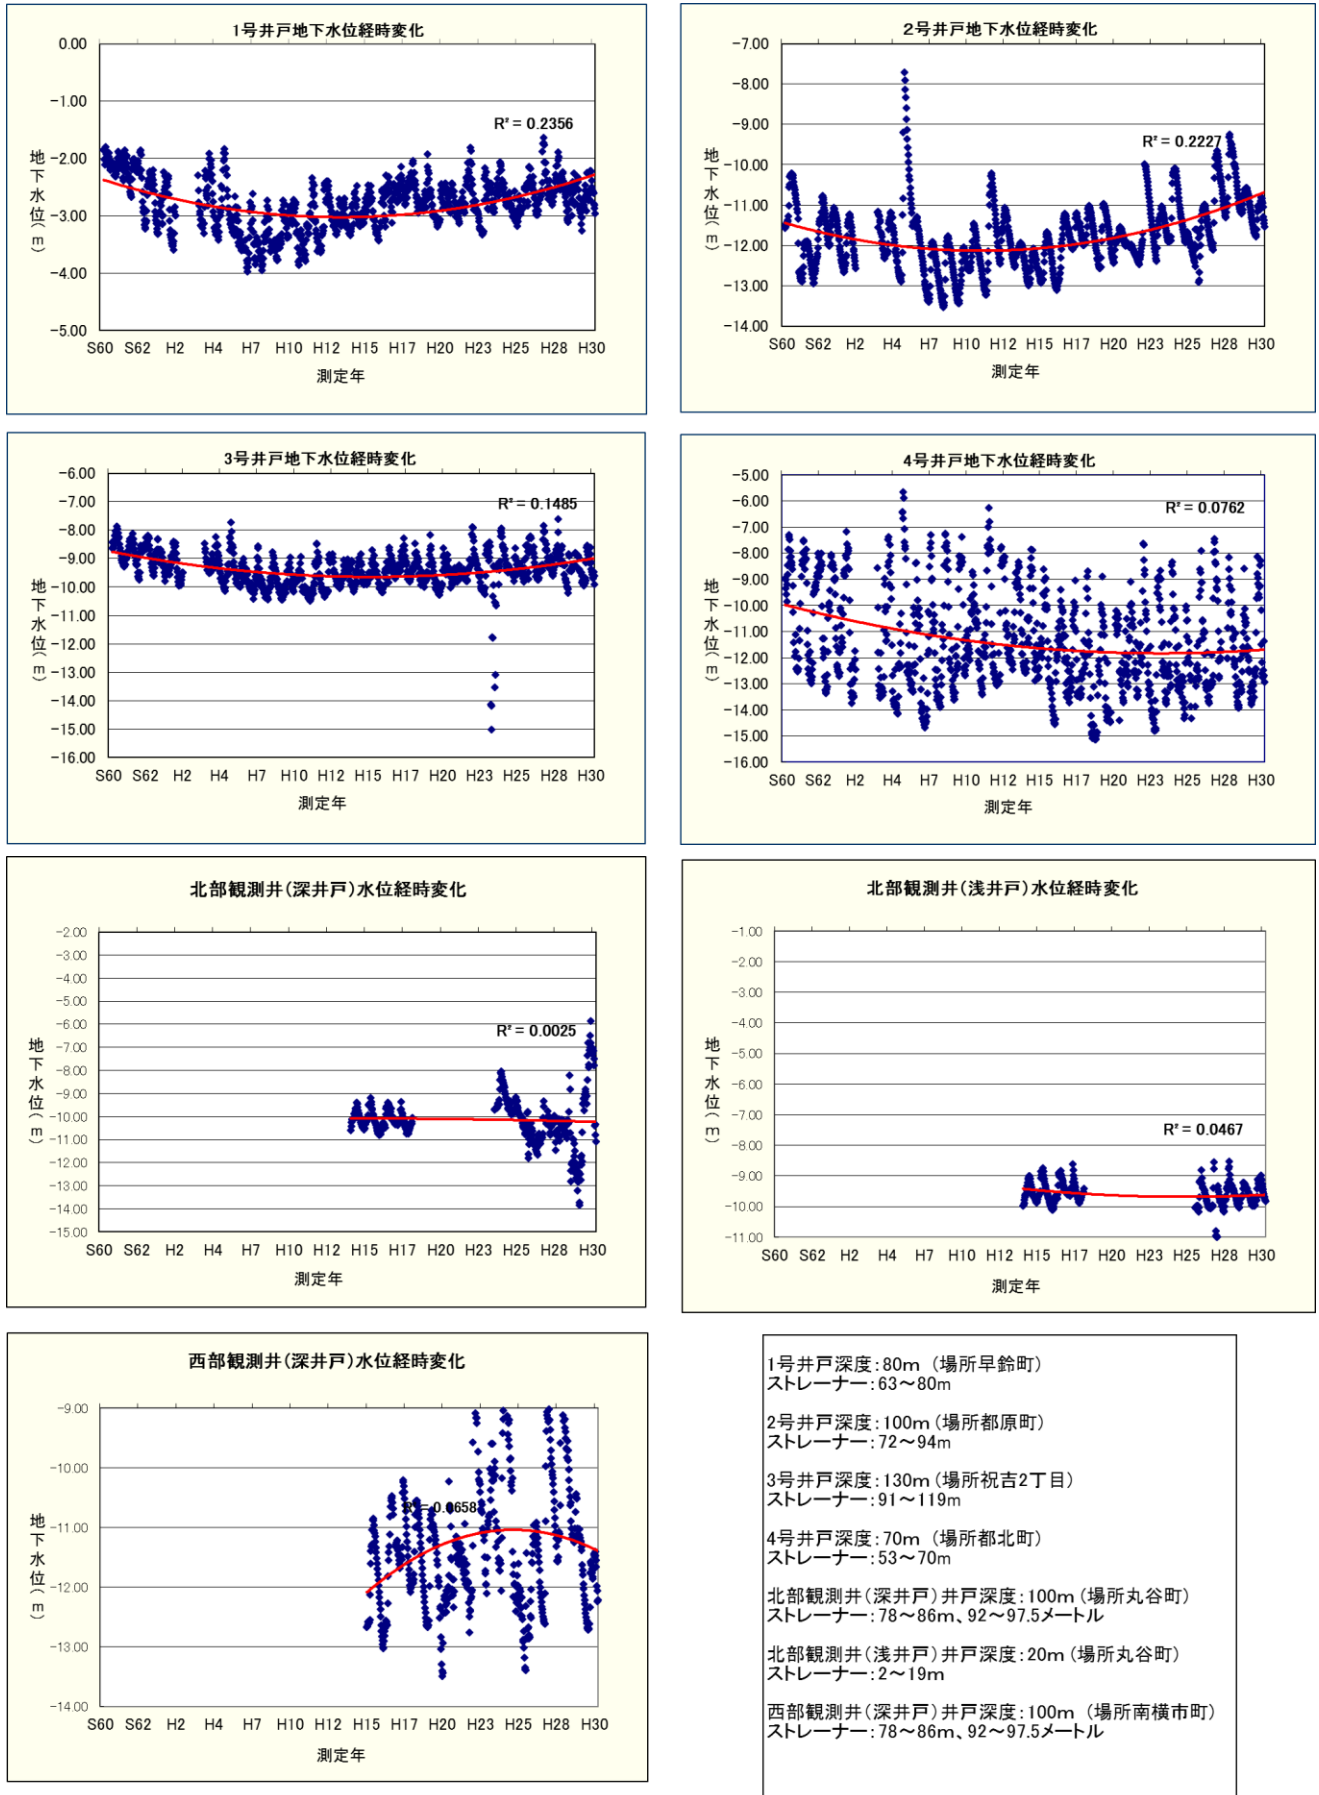 1号井戸地下水位経時変化
0.00
-1.00
-2.00
-3.00
-4.00
-5.00
R² = 0.2356
地下水位(m)
S60 S62 H2 H4 H7 H10 H12 H15 H17 H20 H23 H25 H28 H30
測定年
2号井戸地下水位経時変化
-7.00
-8.00
-9.00
-10.00
-11.00
-12.00
-13.00
-14.00
R² = 0.2227
地下水位(m)
S60 S62 H2 H4 H7 H10 H12 H15 H17 H20 H23 H25 H28 H30
測定年
3号井戸地下水位経時変化
-6.00
-7.00
-8.00
-9.00
-10.00
-11.00
-12.00
-13.00
-14.00
-15.00
-16.00
R² = 0.1485
地下水位(m)
S60 S62 H2 H4 H7 H10 H12 H15 H17 H20 H23 H25 H28 H30
測定年
4号井戸地下水位経時変化
-5.00
-6.00
-7.00
-8.00
-9.00
-10.00
-11.00
-12.00
-13.00
-14.00
-15.00
-16.00
R² = 0.0762
地下水位(m)
S60 S62 H2 H4 H7 H10 H12 H15 H17 H20 H23 H25 H28 H30
測定年
北部観測井(深井戸)水位経時変化
-2.00
-3.00
-4.00
-5.00
-6.00
-7.00
-8.00
-9.00
-10.00
-11.00
-12.00
-13.00
-14.00
-15.00
R² = 0.0025
地下水位(m)
S60 S62 H2 H4 H7 H10 H12 H15 H17 H20 H23 H25 H28 H30
測定年
北部観測井(浅井戸)水位経時変化
-1.00
-2.00
-3.00
-4.00
-5.00
-6.00
-7.00
-8.00
-9.00
-10.00
-11.00
R² = 0.0467
地下水位(m)
S60 S62 H2 H4 H7 H10 H12 H15 H17 H20 H23 H25 H28 H30
測定年
西部観測井(深井戸)水位経時変化
-9.00
-10.00
-11.00
-12.00
-13.00
-14.00
R² = 0.0658
地下水位(m)
S60 S62 H2 H4 H7 H10 H12 H15 H17 H20 H23 H25 H28 H30
測定年
1号井戸深度:80m (場所早鈴町)
ストレーナー:63～80m
2号井戸深度:100m(場所都原町)
ストレーナー:72～94m
3号井戸深度:130m(場所祝吉2丁目)
ストレーナー:91～119m
4号井戸深度:70m (場所都北町)
ストレーナー:53～70m
北部観測井(深井戸)井戸深度:100m(場所丸谷町)
ストレーナー:78～86m、92～97.5メートル
北部観測井(浅井戸)井戸深度:20m(場所丸谷町)
ストレーナー:2～19m
西部観測井(深井戸)井戸深度:100m (場所南横市町)
ストレーナー:78～86m、92～97.5メートル